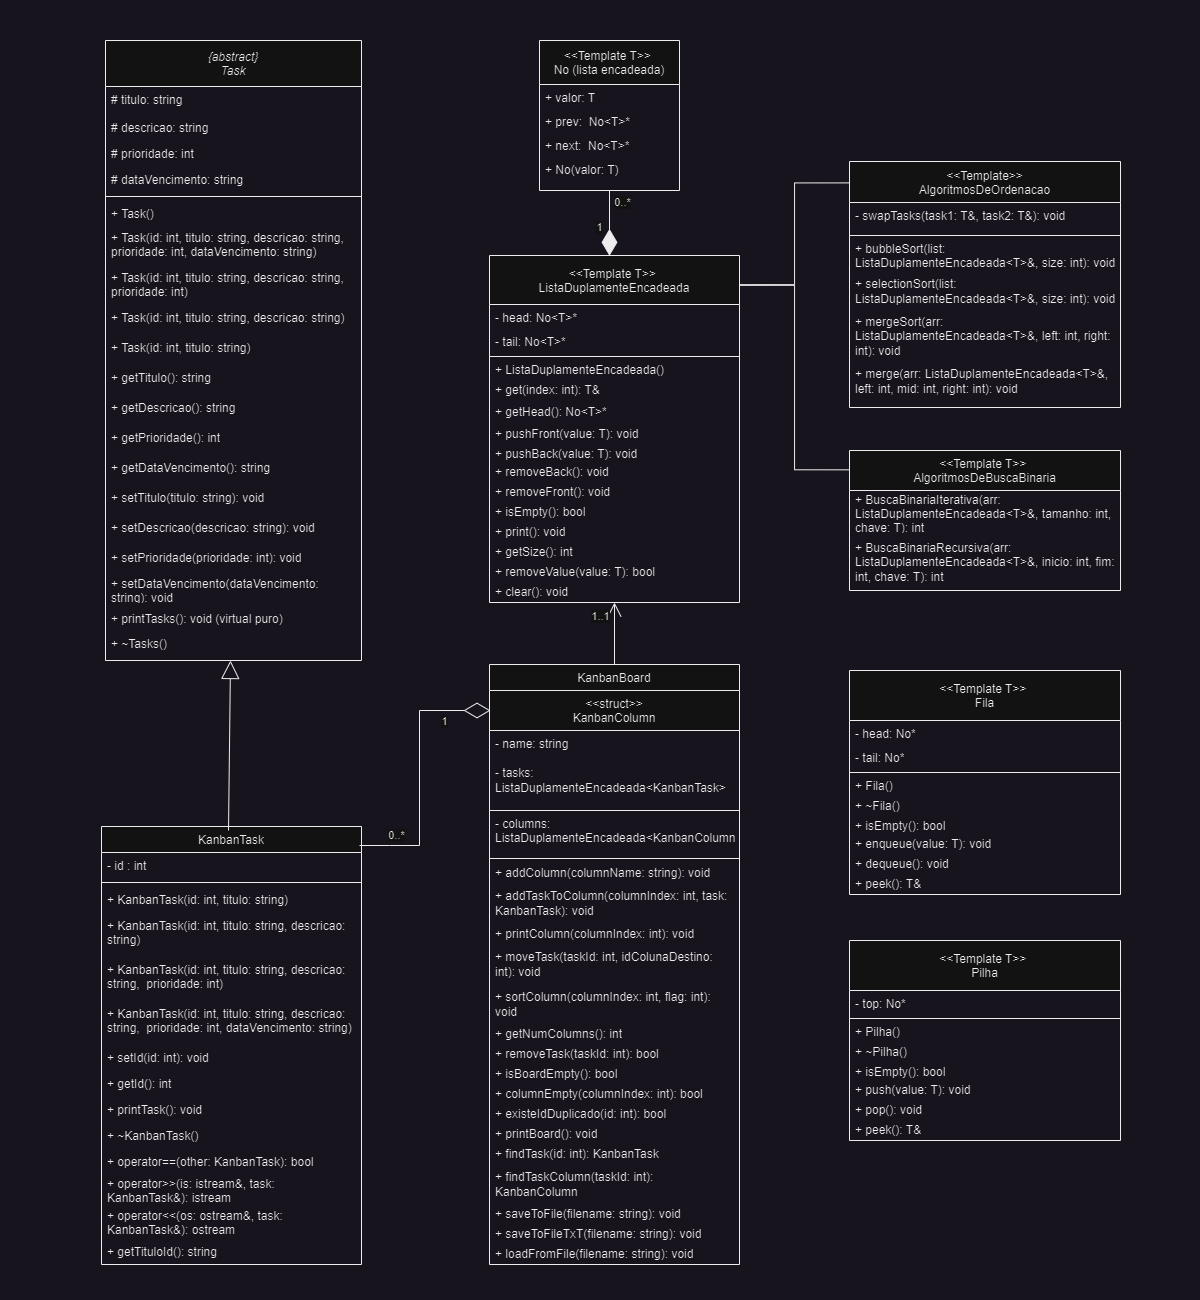 {abstract}
Task
# titulo: string
# descricao: string
# prioridade: int
# dataVencimento: string
+ Task()
+ Task(id: int, titulo: string, descricao: string,
prioridade: int, dataVencimento: string)
+ Task(id: int, titulo: string, descricao: string,
prioridade: int)
+ Task(id: int, titulo: string, descricao: string)
+ Task(id: int, titulo: string)
+ getTitulo(): string
+ getDescricao(): string
+ getPrioridade(): int
+ getDataVencimento(): string
+ setTitulo(titulo: string): void
+ setDescricao(descricao: string): void
+ setPrioridade(prioridade: int): void
+ setDataVencimento(dataVencimento:
string): void
+ printTasks(): void (virtual puro)
+ ~Tasks()
<<Template T>>
No (lista encadeada)
+ valor: T
+ prev:  No<T>*
+ next:  No<T>*
+ No(valor: T)
0..*
1
<<Template T>>
ListaDuplamenteEncadeada
- head: No<T>*
- tail: No<T>*
+ ListaDuplamenteEncadeada()
+ get(index: int): T&
+ getHead(): No<T>*
+ pushFront(value: T): void
+ pushBack(value: T): void
+ removeBack(): void
+ removeFront(): void
+ isEmpty(): bool
+ print(): void
+ getSize(): int
+ removeValue(value: T): bool
+ clear(): void
1..1
<<Template>>
AlgoritmosDeOrdenacao
- swapTasks(task1: T&, task2: T&): void
+ bubbleSort(list:
ListaDuplamenteEncadeada<T>&, size: int): void
+ selectionSort(list:
ListaDuplamenteEncadeada<T>&, size: int): void
+ mergeSort(arr:
ListaDuplamenteEncadeada<T>&, left: int, right:
int): void
+ merge(arr: ListaDuplamenteEncadeada<T>&,
left: int, mid: int, right: int): void
<<Template T>>
AlgoritmosDeBuscaBinaria
+ BuscaBinariaIterativa(arr:
ListaDuplamenteEncadeada<T>&, tamanho: int,
chave: T): int
+ BuscaBinariaRecursiva(arr:
ListaDuplamenteEncadeada<T>&, inicio: int, fim:
int, chave: T): int
KanbanBoard
<<struct>>
KanbanColumn
- name: string
- tasks:
ListaDuplamenteEncadeada<KanbanTask>
- columns:
ListaDuplamenteEncadeada<KanbanColumn
+ addColumn(columnName: string): void
+ addTaskToColumn(columnIndex: int, task:
KanbanTask): void
+ printColumn(columnIndex: int): void
+ moveTask(taskId: int, idColunaDestino:
int): void
+ sortColumn(columnIndex: int, flag: int):
void
+ getNumColumns(): int
+ removeTask(taskId: int): bool
+ isBoardEmpty(): bool
+ columnEmpty(columnIndex: int): bool
+ existeIdDuplicado(id: int): bool
+ printBoard(): void
+ findTask(id: int): KanbanTask
+ findTaskColumn(taskId: int):
KanbanColumn
+ saveToFile(filename: string): void
+ saveToFileTxT(filename: string): void
+ loadFromFile(filename: string): void
1
0..*
KanbanTask
- id : int
+ KanbanTask(id: int, titulo: string)
+ KanbanTask(id: int, titulo: string, descricao:
string)
+ KanbanTask(id: int, titulo: string, descricao:
string,  prioridade: int)
+ KanbanTask(id: int, titulo: string, descricao:
string,  prioridade: int, dataVencimento: string)
+ setId(id: int): void
+ getId(): int
+ printTask(): void
+ ~KanbanTask()
+ operator==(other: KanbanTask): bool
+ operator>>(is: istream&, task:
KanbanTask&): istream
+ operator<<(os: ostream&, task:
KanbanTask&): ostream
+ getTituloId(): string
<<Template T>>
Fila
- head: No*
- tail: No*
+ Fila()
+ ~Fila()
+ isEmpty(): bool
+ enqueue(value: T): void
+ dequeue(): void
+ peek(): T&
<<Template T>>
Pilha
- top: No*
+ Pilha()
+ ~Pilha()
+ isEmpty(): bool
+ push(value: T): void
+ pop(): void
+ peek(): T&